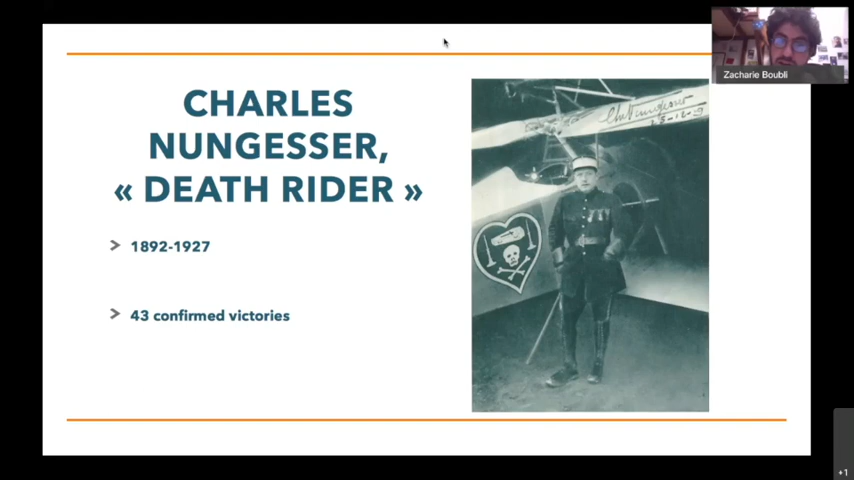 CHARLES
NUNGESSER,
« DEATH RIDER »
> 1892-1927
> 43 confirmed victories
Zacharie Boubli
+1